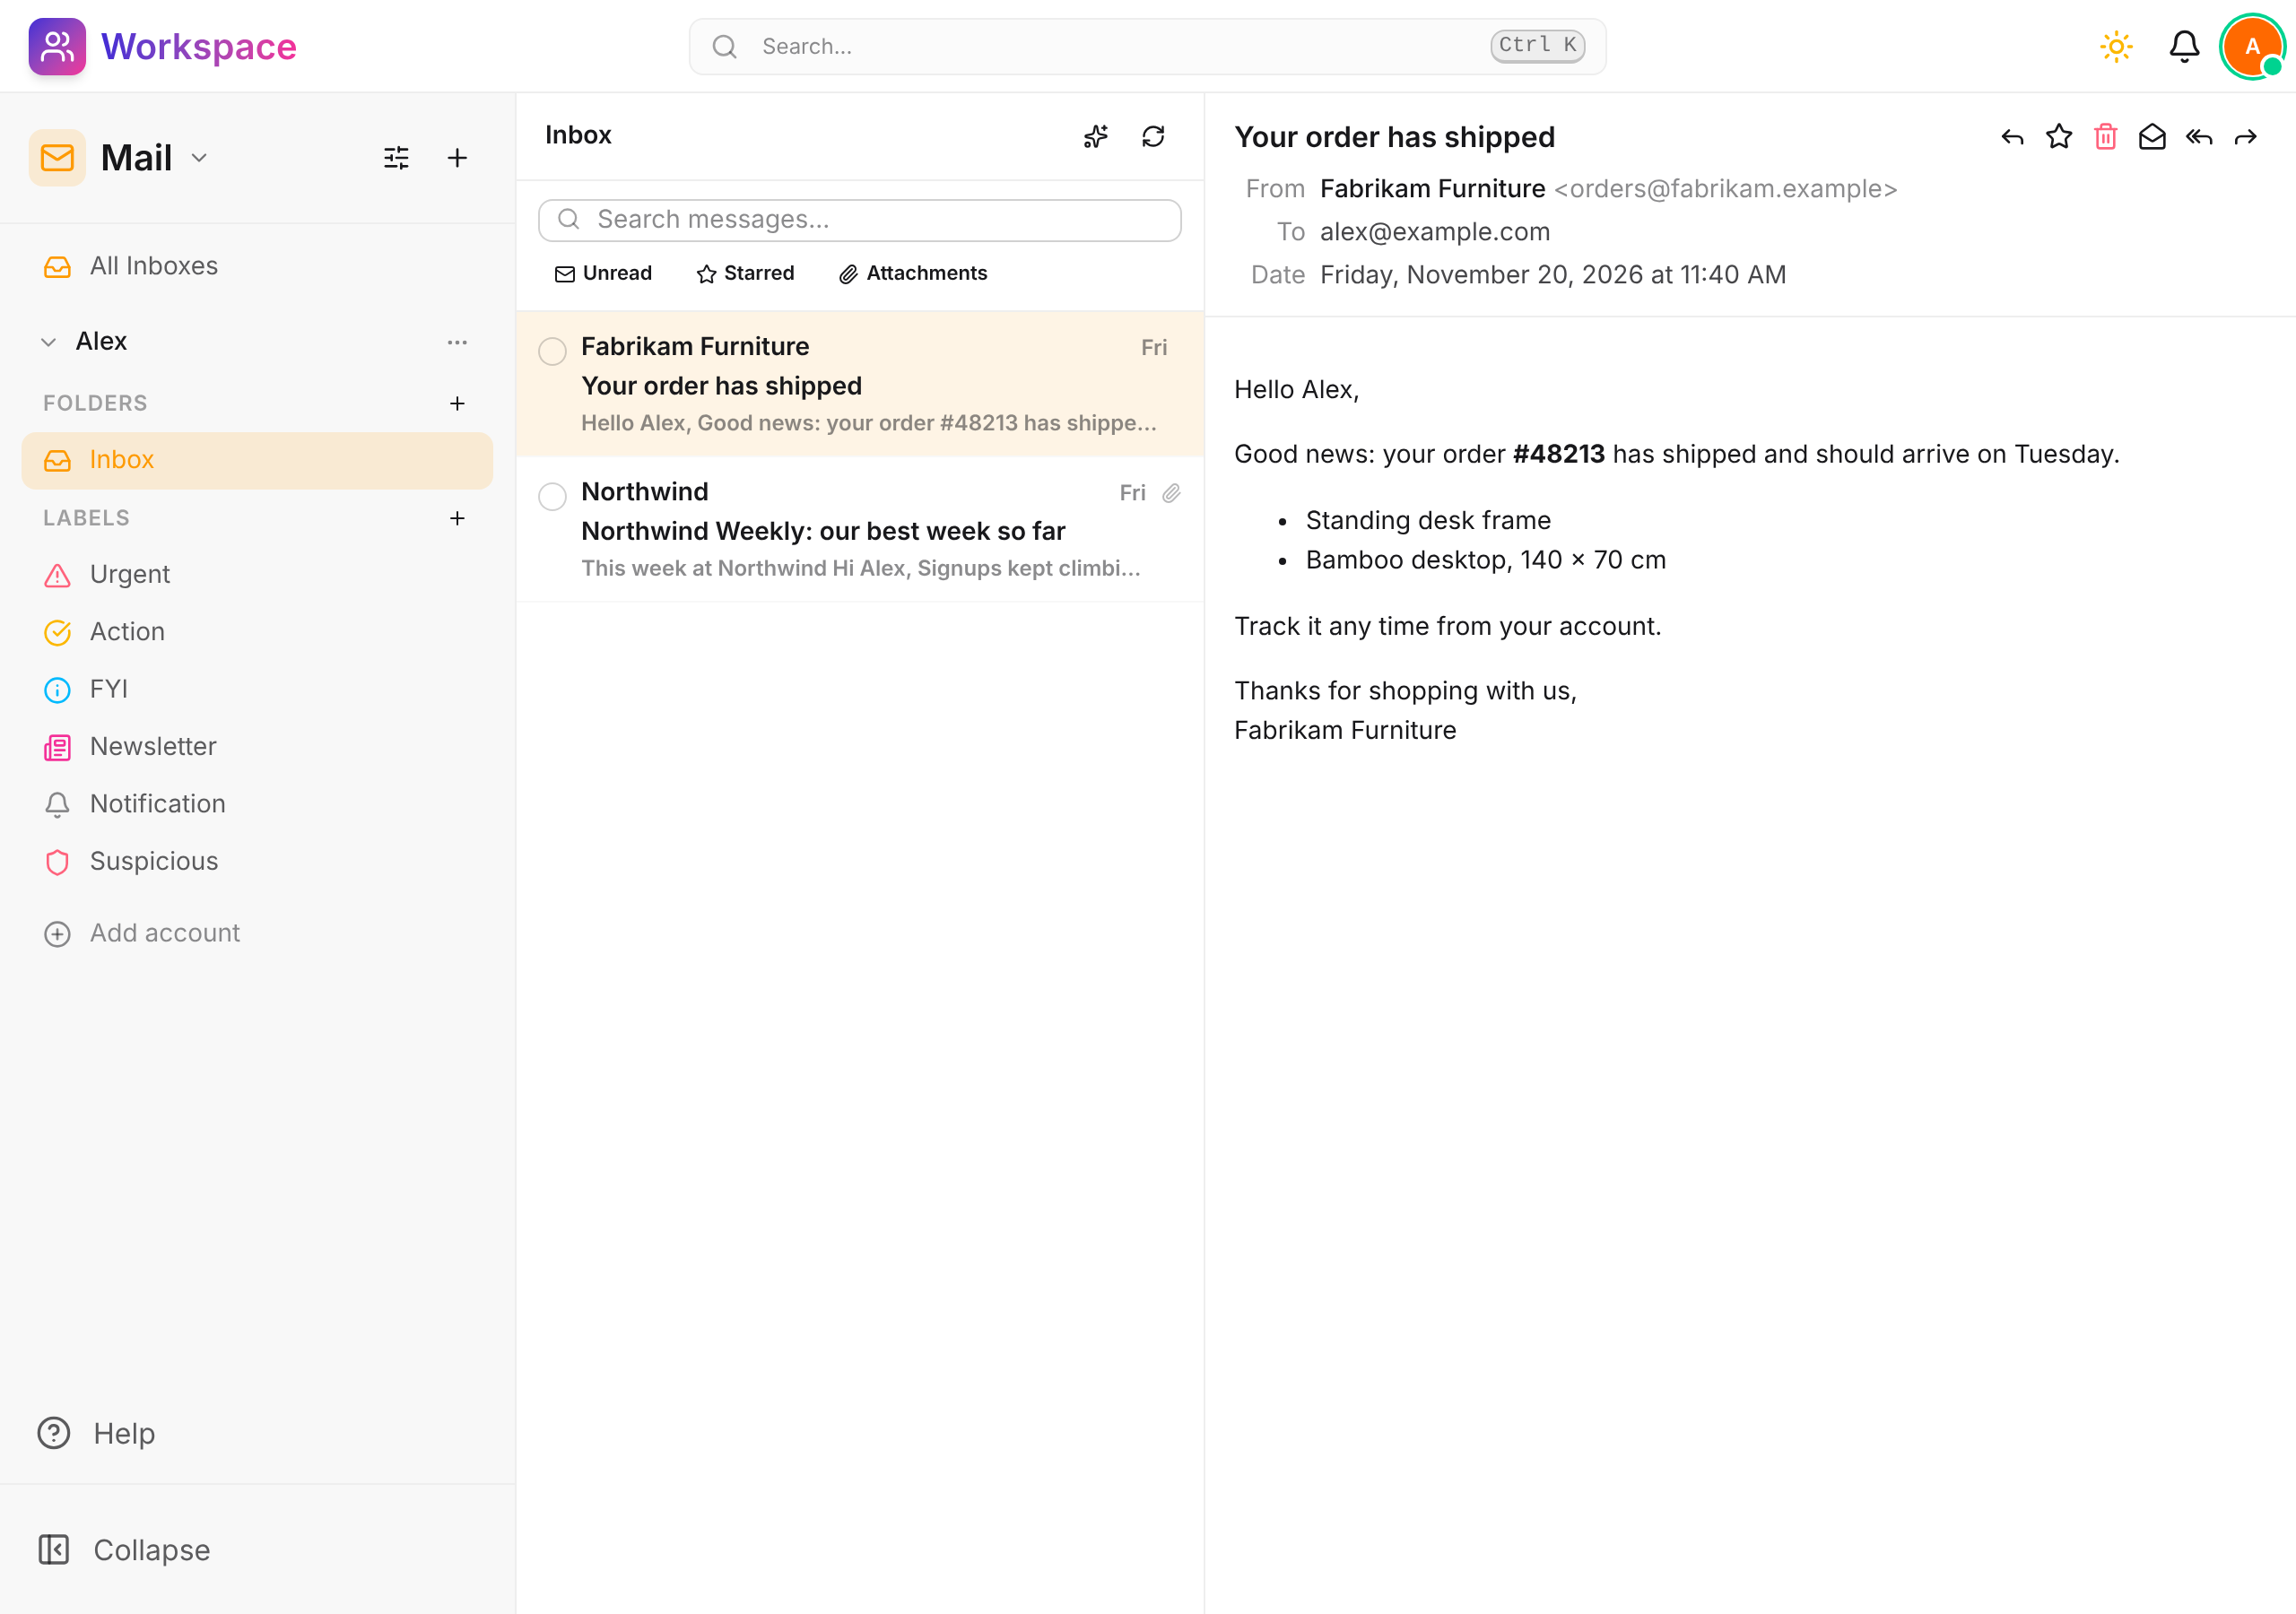 Workspace
Search...
Ctrl K
A
Mail
All Inboxes
Alex
FOLDERS
Inbox
LABELS
Urgent
Action
FYI
Newsletter
Notification
Suspicious
Add account
Help
Collapse
Inbox
Search messages...
Unread Starred Attachments
Fabrikam Furniture Fri
Your order has shipped
Hello Alex, Good news: your order #48213 has shippe...
Northwind Fri
Northwind Weekly: our best week so far
This week at Northwind Hi Alex, Signups kept climbi...
Your order has shipped
From Fabrikam Furniture <orders@fabrikam.example>
To alex@example.com
Date Friday, November 20, 2026 at 11:40 AM
Hello Alex,
Good news: your order #48213 has shipped and should arrive on Tuesday.
• Standing desk frame
• Bamboo desktop, 140 × 70 cm
Track it any time from your account.
Thanks for shopping with us,
Fabrikam Furniture